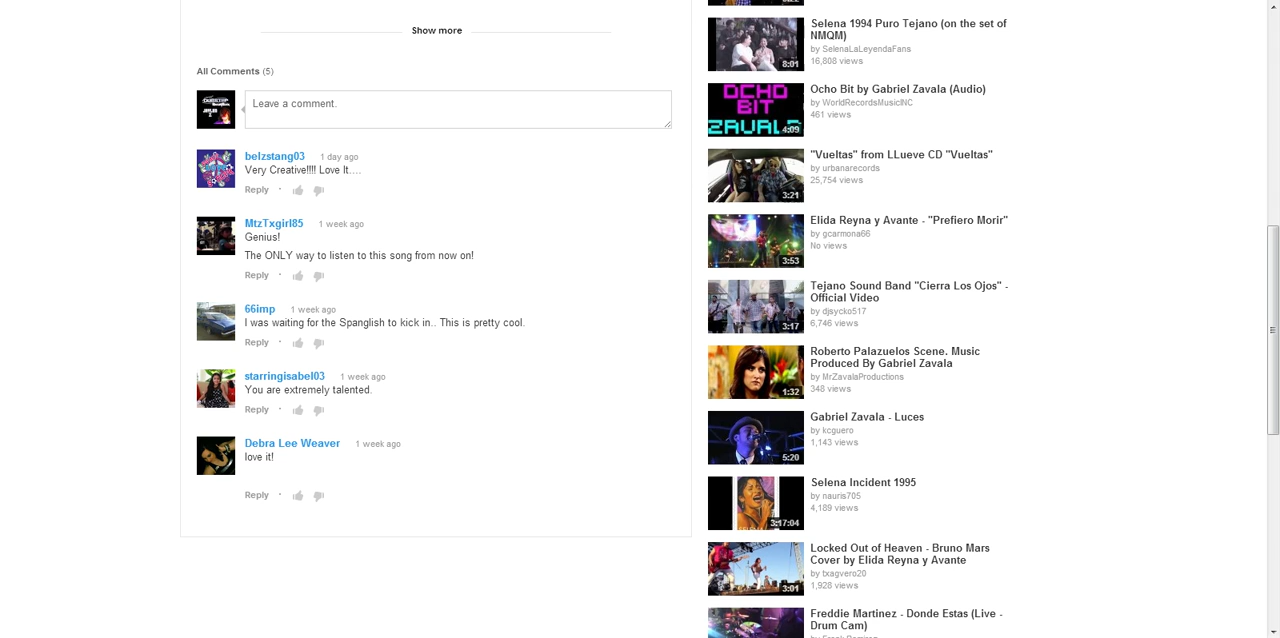 Show more
All Comments (5)
Leave a comment.
belzstang03 1 day ago
Very Creative!!!! Love It....
Reply
MtzTxgirl85 1 week ago
Genius!
The ONLY way to listen to this song from now on!
Reply
66imp 1 week ago
I was waiting for the Spanglish to kick in.. This is pretty cool.
Reply
starringisabel03 1 week ago
You are extremely talented.
Reply
Debra Lee Weaver 1 week ago
love it!
Reply
Selena 1994 Puro Tejano (on the set of
NMQM)
by SelenaLaLeyendaFans
16,808 views
8:01
Ocho Bit by Gabriel Zavala (Audio)
by WorldRecordsMusicINC
461 views
OCHO
BIT
ZAVALA
4:09
"Vueltas" from LLueve CD "Vueltas"
by urbanarecords
25,754 views
3:21
Elida Reyna y Avante - "Prefiero Morir"
by gcarmona66
No views
3:53
Tejano Sound Band "Cierra Los Ojos" -
Official Video
by djsycko517
6,746 views
3:17
Roberto Palazuelos Scene. Music
Produced By Gabriel Zavala
by MrZavalaProductions
348 views
1:32
Gabriel Zavala - Luces
by kcguero
1,143 views
5:20
Selena Incident 1995
by nauris705
4,189 views
3:17:04
Locked Out of Heaven - Bruno Mars
Cover by Elida Reyna y Avante
by txagvero20
1,928 views
3:01
Freddie Martinez - Donde Estas (Live -
Drum Cam)